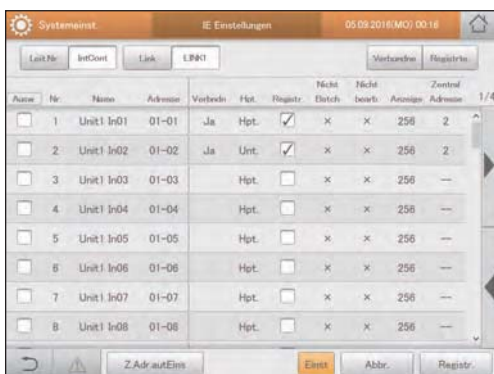 Systemeinst. IE Einstellungen 05.09.2016(MO) 00:16
Leit.Nr IntCont Link LINK1 Verbundne Registrie.
Ausw Nr. Name Adresse Verbndn Hpt. Registr Nicht Batch Nicht bearb. Anzeige Zentral Adresse 1/4
1 Unit1 In01 01-01 Ja Hpt. × × 256 2
2 Unit1 In02 01-02 Ja Unt. × × 256 2
3 Unit1 In03 01-03 Hpt. × × 256 —
4 Unit1 In04 01-04 Hpt. × × 256 —
5 Unit1 In05 01-05 Hpt. × × 256 —
6 Unit1 In06 01-06 Hpt. × × 256 —
7 Unit1 In07 01-07 Hpt. × × 256 —
8 Unit1 In08 01-08 Hpt. × × 256 —
Z.Adr.autEins Einst Abbr. Registr.